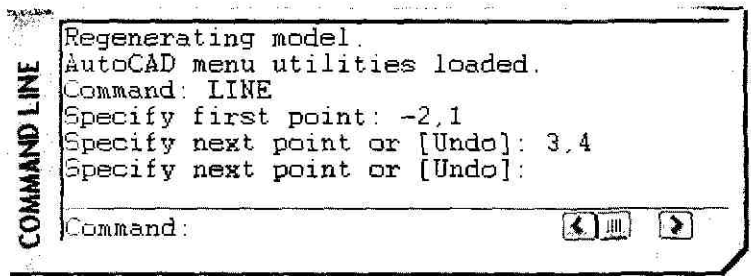 COMMAND LINE
Regenerating model.
AutoCAD menu utilities loaded.
Command: LINE
Specify first point: -2,1
Specify next point or [Undo]: 3,4
Specify next point or [Undo]:
Command: